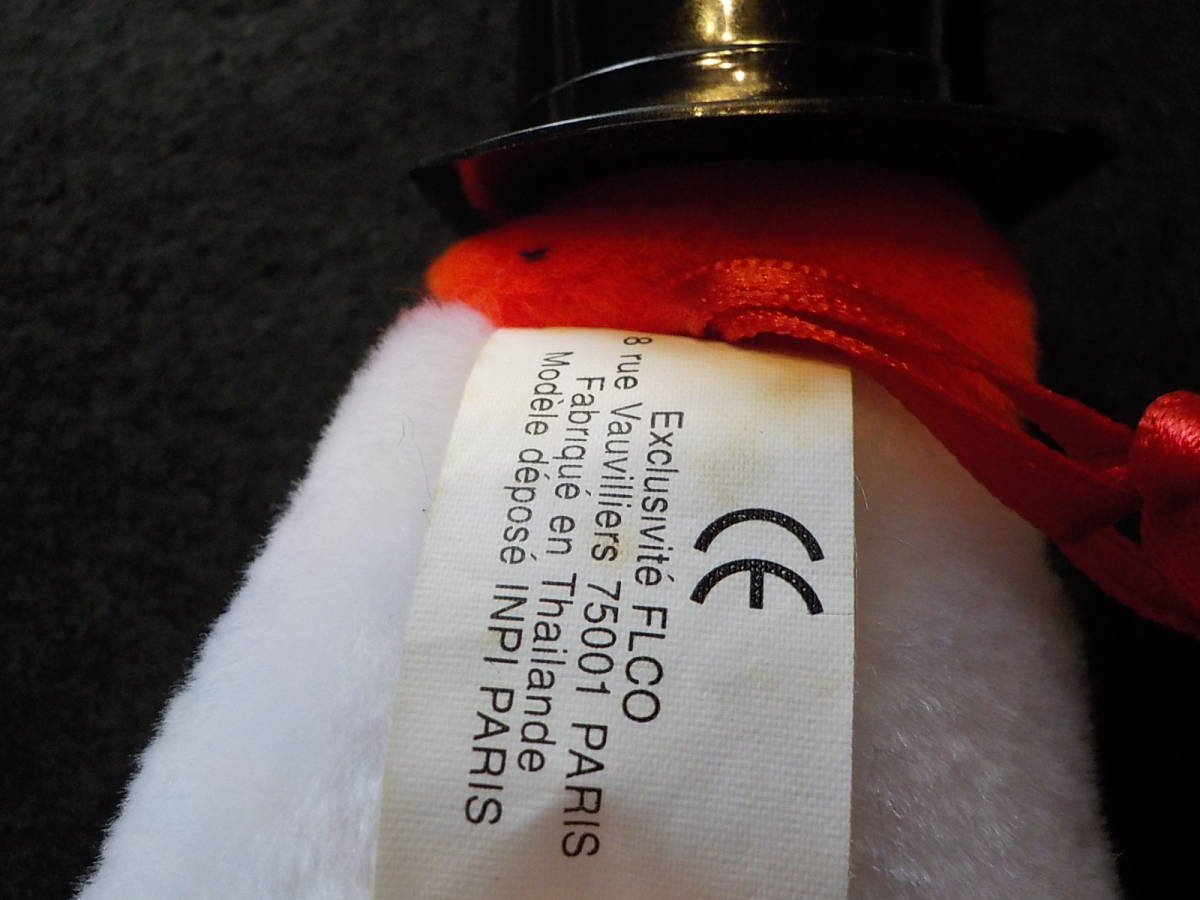 CE
Exclusivité FLCO
8 rue Vauvilliers 75001 PARIS
Fabriqué en Thaïlande
Modèle déposé INPI PARIS